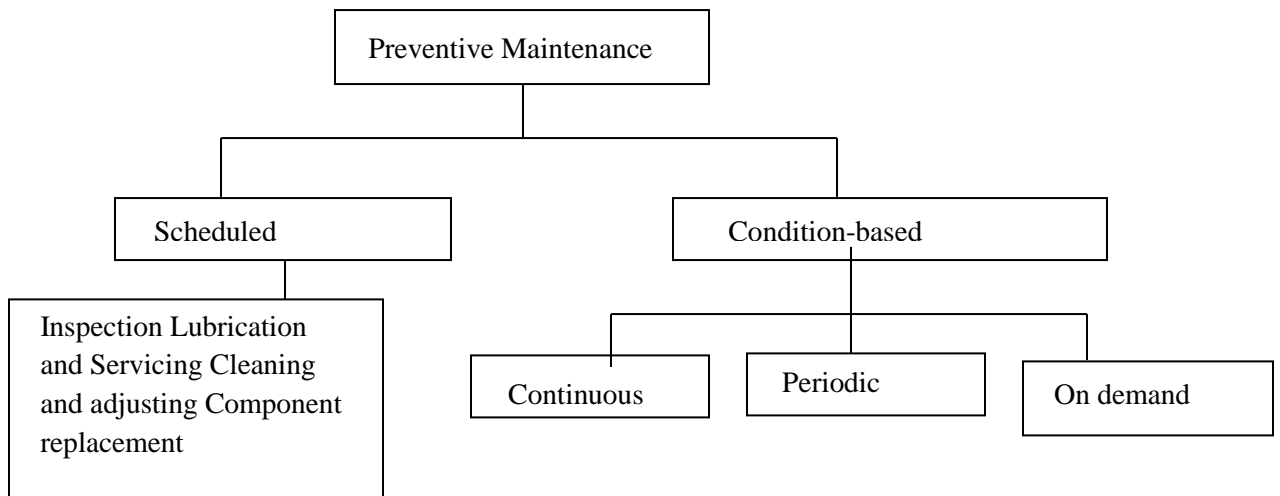 Preventive Maintenance
Scheduled
Condition-based
Inspection Lubrication
and Servicing Cleaning
and adjusting Component
replacement
Continuous
Periodic
On demand